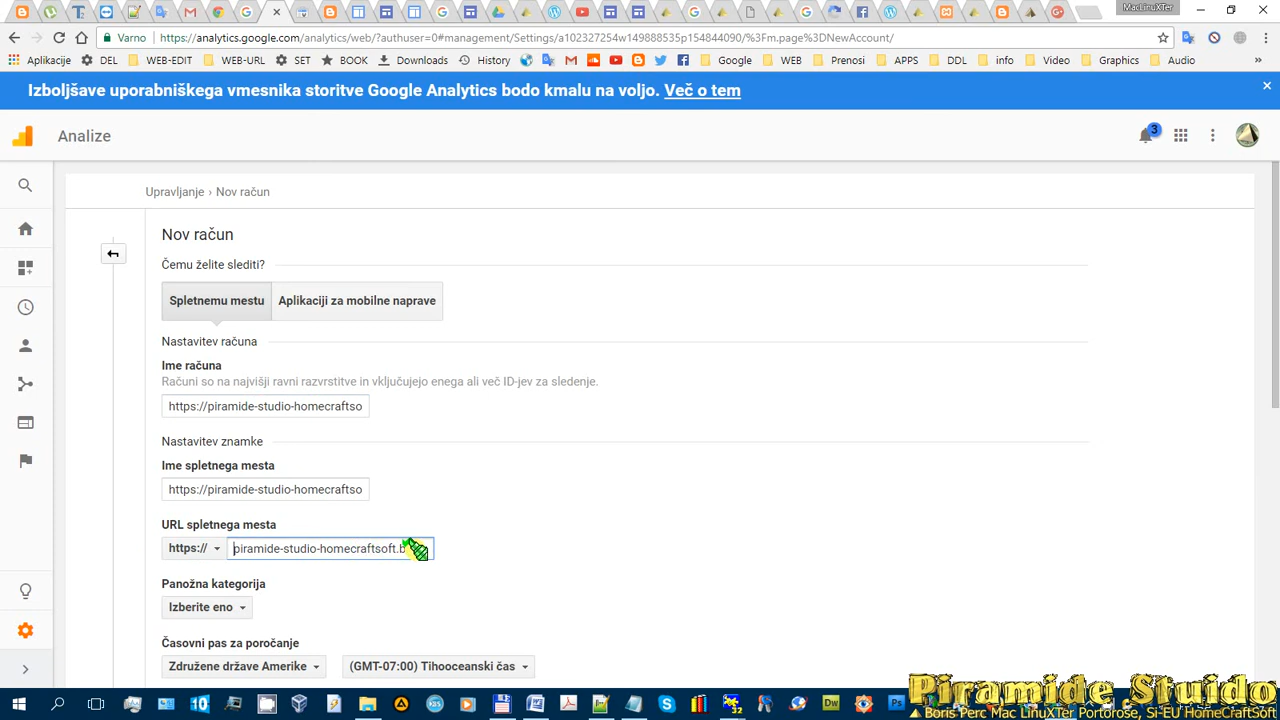 MacLinuXTer
Varno
https://analytics.google.com/analytics/web/?authuser=0#management/Settings/a102327254w149888535p154844090/%3Fm.page%3DNewAccount/
Aplikacije DEL WEB-EDIT WEB-URL SET BOOK Downloads History Google WEB Prenosi APPS DDL info Video Graphics Audio »
Izboljšave uporabniškega vmesnika storitve Google Analytics bodo kmalu na voljo. Več o tem
Analize
3
Upravljanje › Nov račun
Nov račun
Čemu želite slediti?
Spletnemu mestu Aplikaciji za mobilne naprave
Nastavitev računa
Ime računa
Računi so na najvišji ravni razvrstitve in vključujejo enega ali več ID-jev za sledenje.
https://piramide-studio-homecraftso
Nastavitev znamke
Ime spletnega mesta
https://piramide-studio-homecraftso
URL spletnega mesta
https:// piramide-studio-homecraftsoft.b
Panožna kategorija
Izberite eno
Časovni pas za poročanje
Združene države Amerike (GMT-07:00) Tihooceanski čas
Piramide Stuido
▲ Boris Perc Mac LinuXTer Portorose, Si-EU HomeCraftSoft